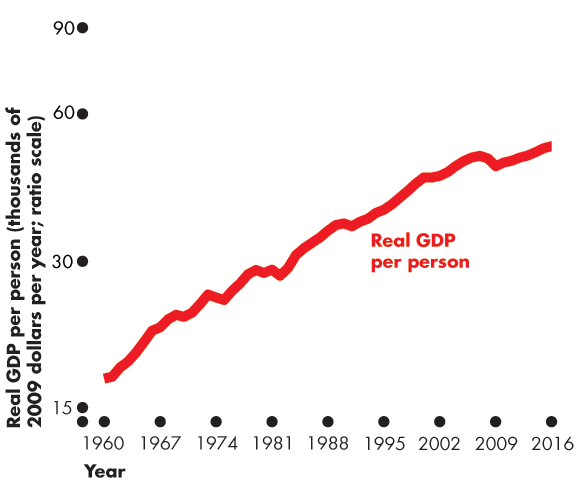 Real GDP per person (thousands of
2009 dollars per year; ratio scale)
90
60
30
15
Real GDP
per person
1960 1967 1974 1981 1988 1995 2002 2009 2016
Year